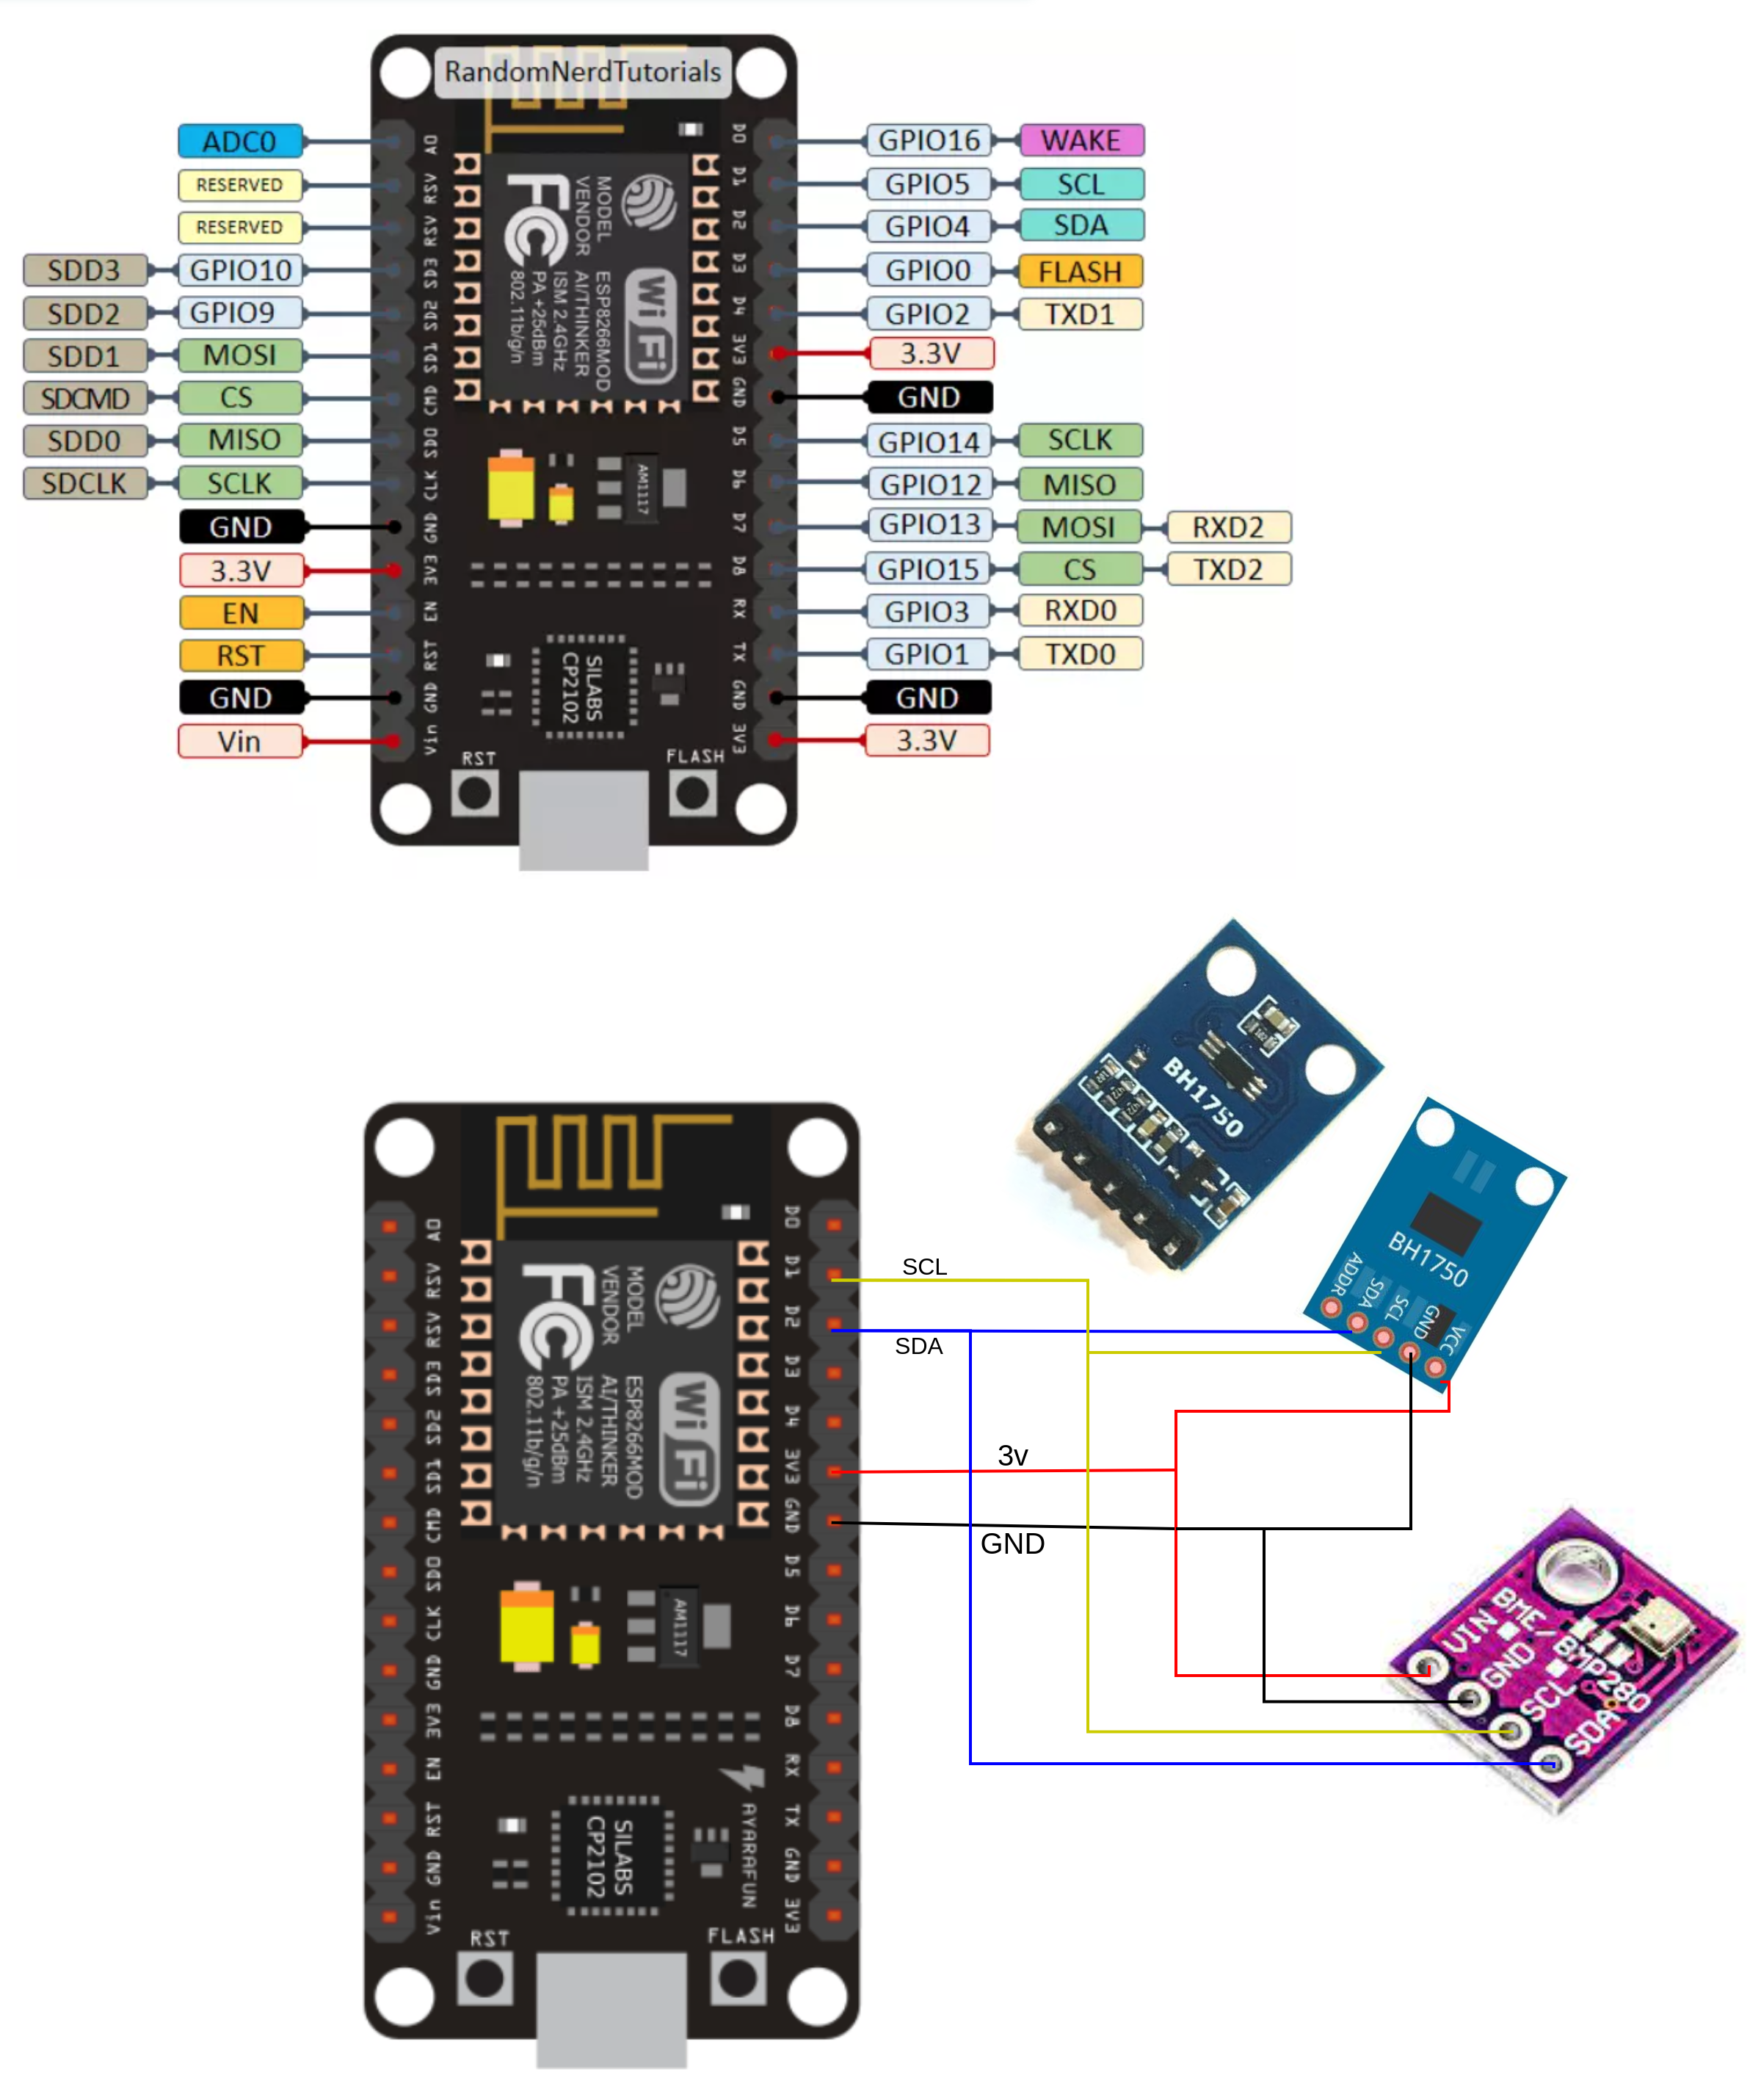 RandomNerdTutorials
ADC0
RESERVED
RESERVED
SDD3 GPIO10
SDD2 GPIO9
SDD1 MOSI
SDCMD CS
SDD0 MISO
SDCLK SCLK
GND
3.3V
EN
RST
GND
Vin
A0
RSV
RSV
SD3
SD2
SD1
CMD
SD0
CLK
GND
3V3
EN
RST
GND
Vin
MODEL
VENDOR
ESP8266MOD
AI/THINKER
ISM 2.4GHz
PA +25dBm
802.11b/g/n
FC
WiFi
AM1117
SILABS
CP2102
RST
FLASH
D0
D1
D2
D3
D4
3V3
GND
D5
D6
D7
D8
RX
TX
GND
3V3
GPIO16 WAKE
GPIO5 SCL
GPIO4 SDA
GPIO0 FLASH
GPIO2 TXD1
3.3V
GND
GPIO14 SCLK
GPIO12 MISO
GPIO13 MOSI RXD2
GPIO15 CS TXD2
GPIO3 RXD0
GPIO1 TXD0
GND
3.3V
A0
RSV
RSV
SD3
SD2
SD1
CMD
SD0
CLK
GND
3V3
EN
RST
GND
Vin
MODEL
VENDOR
ESP8266MOD
AI/THINKER
ISM 2.4GHz
PA +25dBm
802.11b/g/n
FC
WiFi
AM1117
AYARAFUN
SILABS
CP2102
RST
FLASH
D0
D1
D2
D3
D4
3V3
GND
D5
D6
D7
D8
RX
TX
GND
3V3
SCL
SDA
3v
GND
BH1750
BH1750
ADDR
SDA
SCL
GND
VCC
BME/BMP280
VIN
GND
SCL
SDA